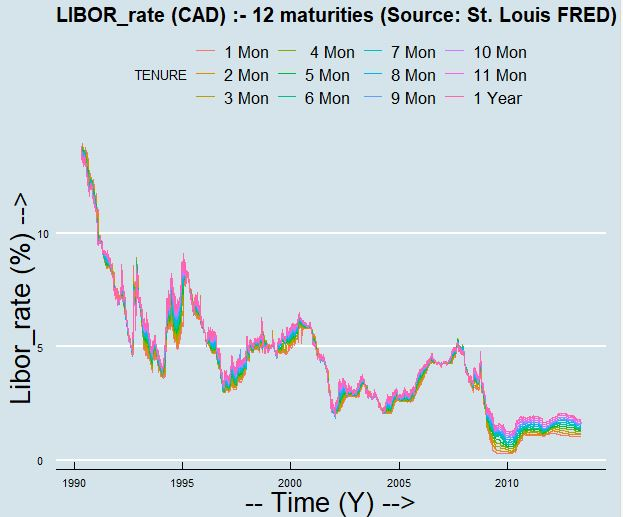 LIBOR_rate (CAD) :- 12 maturities (Source: St. Louis FRED)
TENURE
1 Mon 4 Mon 7 Mon 10 Mon
2 Mon 5 Mon 8 Mon 11 Mon
3 Mon 6 Mon 9 Mon 1 Year
Libor_rate (%) -->
10
5
0
1990 1995 2000 2005 2010
-- Time (Y) -->